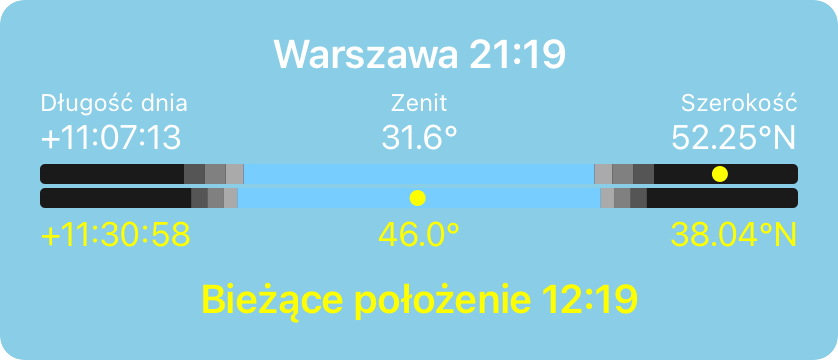 Warszawa 21:19
Długość dnia Zenit Szerokość
+11:07:13 31.6° 52.25°N
+11:30:58 46.0° 38.04°N
Bieżące położenie 12:19